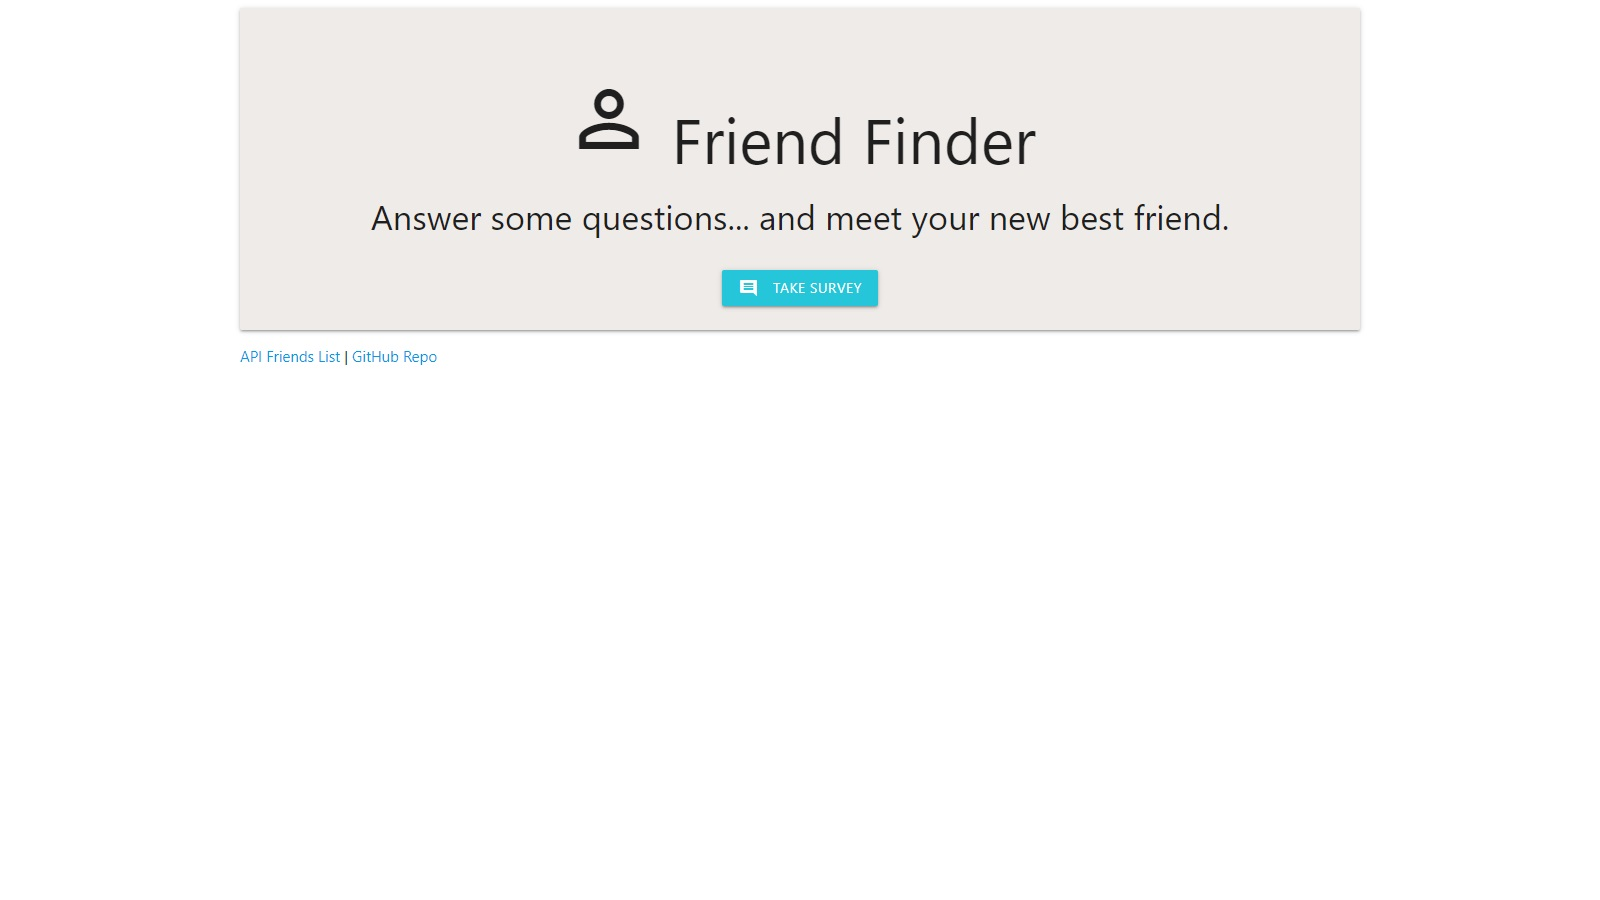 Friend Finder
Answer some questions... and meet your new best friend.
TAKE SURVEY
API Friends List | GitHub Repo